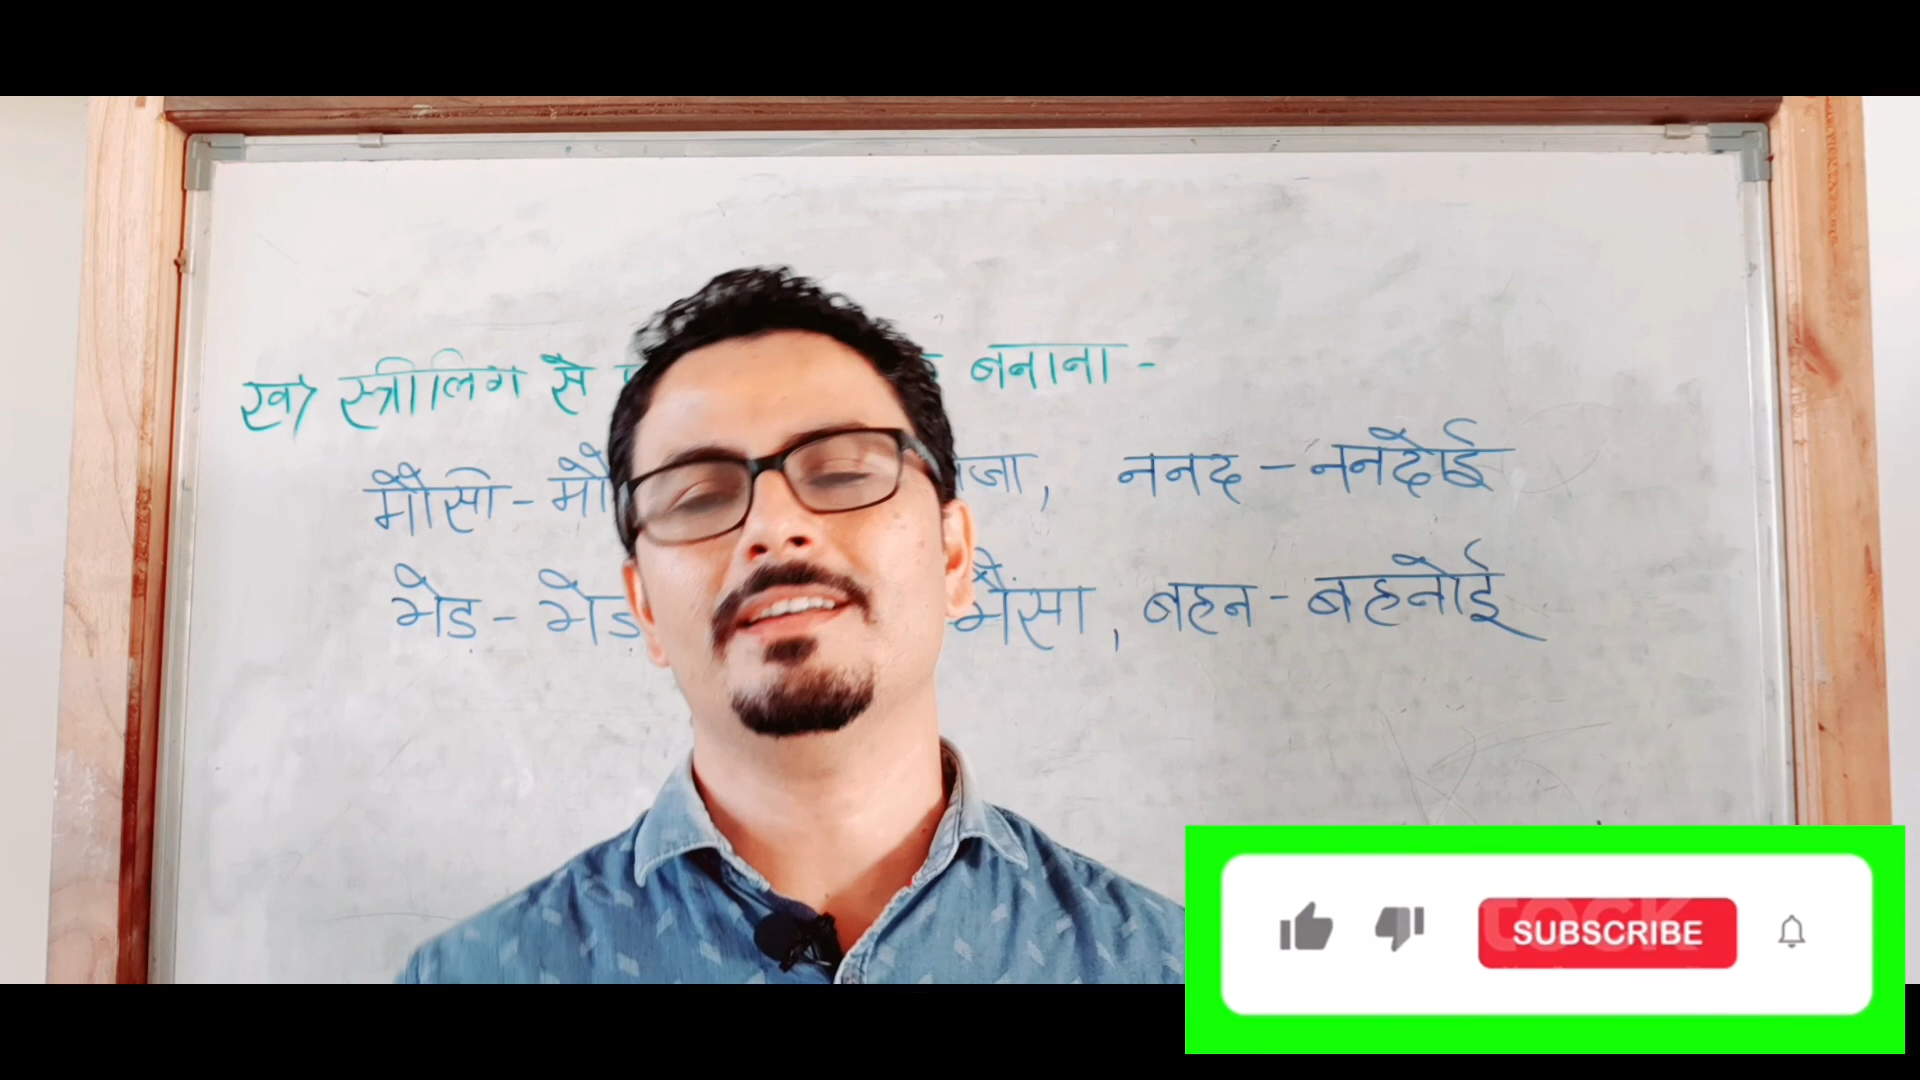 ख) स्त्रीलिंग से बनाना -
मौसी - ननद - ननदोई
भेड - भैंसा, बहन - बहनोई
SUBSCRIBE